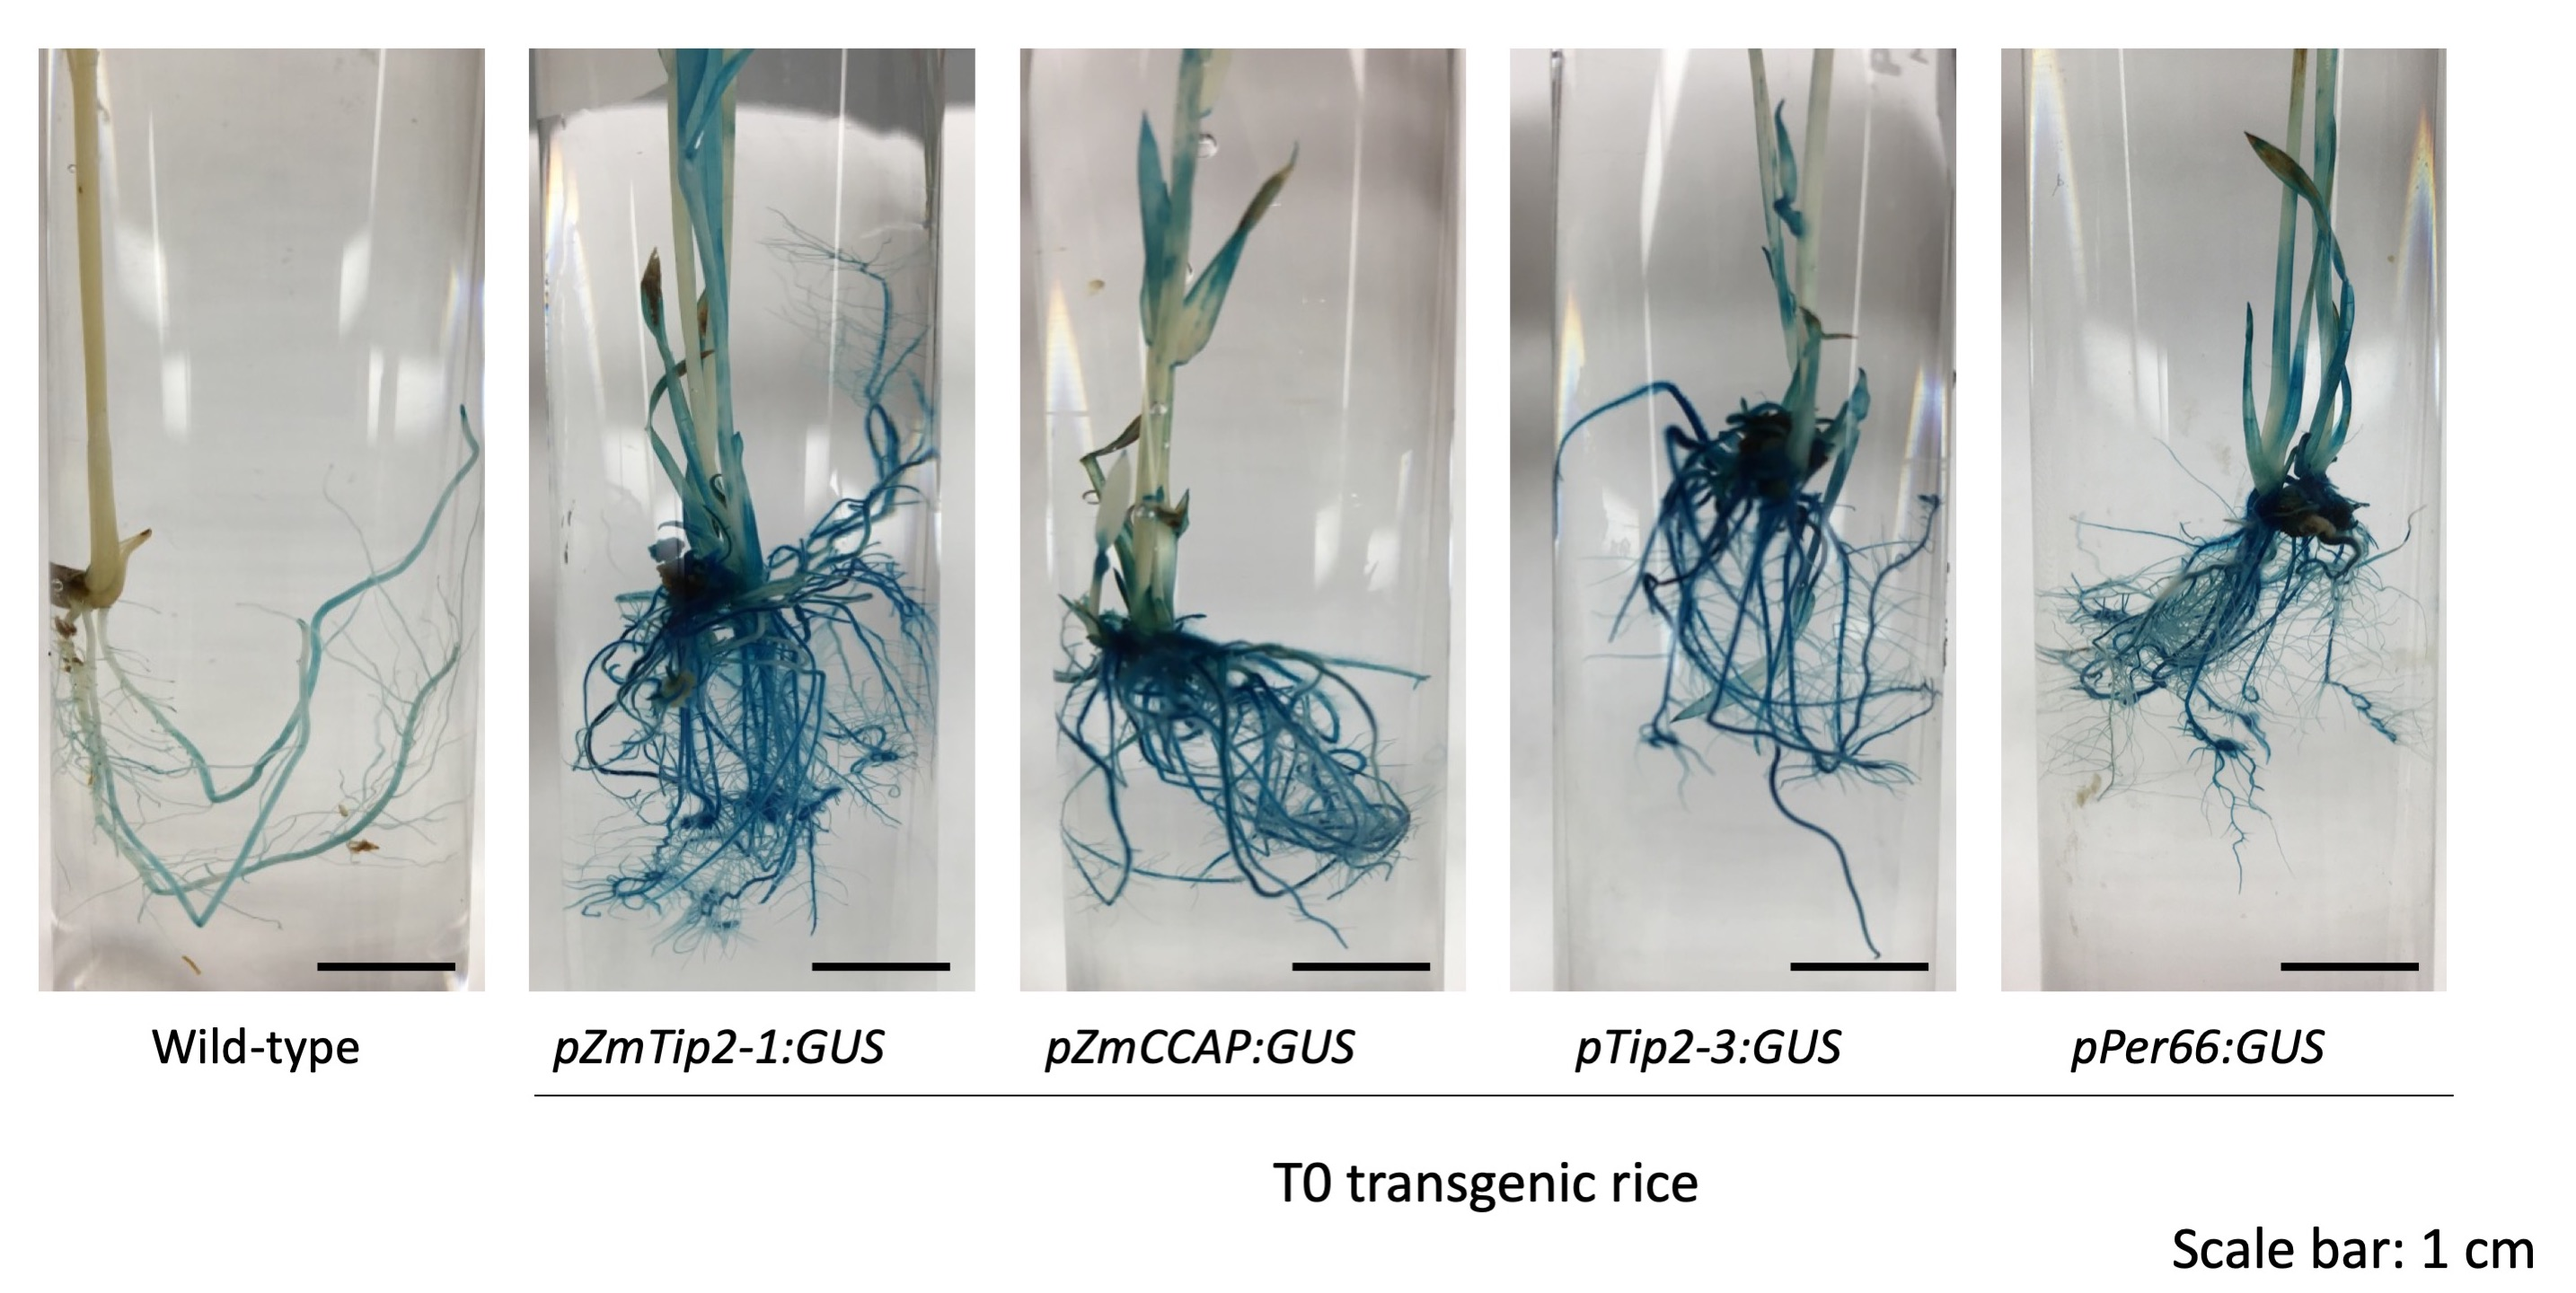 Wild-type
pZmTip2-1:GUS
pZmCCAP:GUS
pTip2-3:GUS
pPer66:GUS
T0 transgenic rice
Scale bar: 1 cm